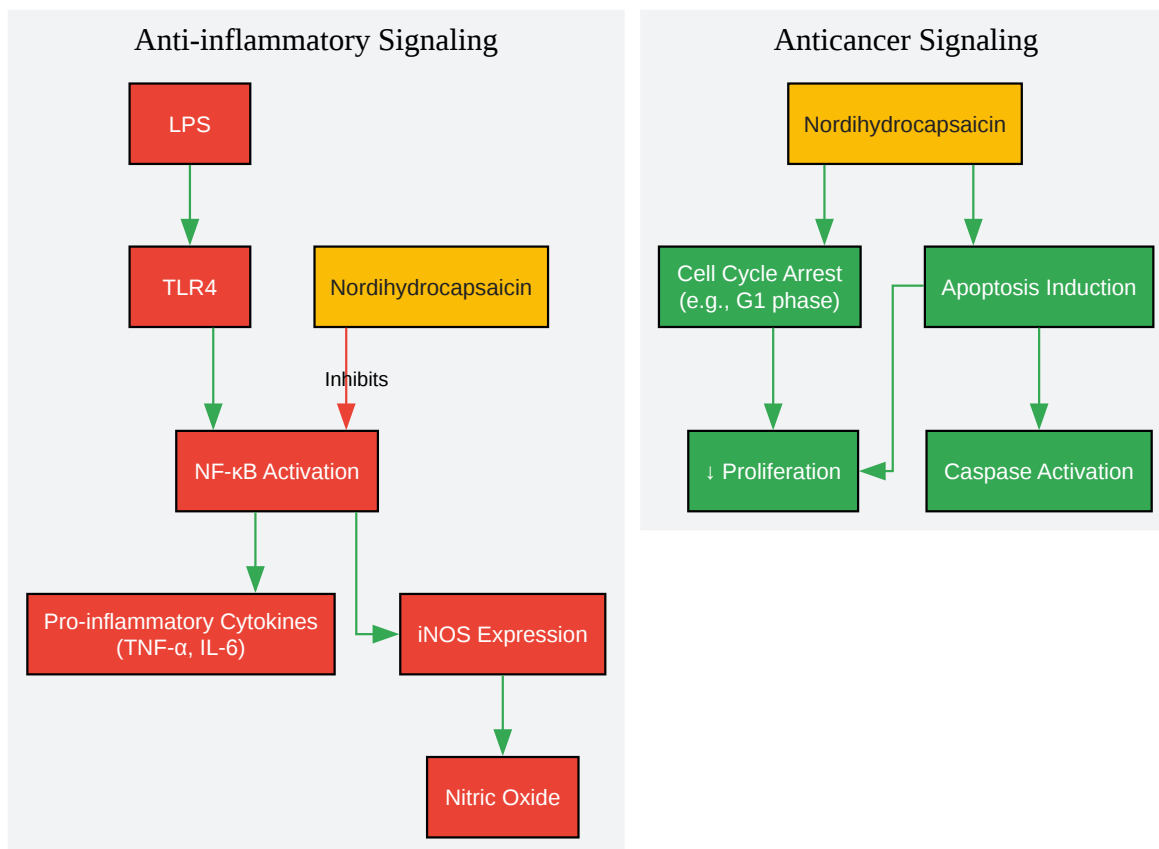 Anti-inflammatory Signaling
LPS
TLR4
Nordihydrocapsaicin
Inhibits
NF-κB Activation
Pro-inflammatory Cytokines
(TNF-α, IL-6)
iNOS Expression
Nitric Oxide
Anticancer Signaling
Nordihydrocapsaicin
Cell Cycle Arrest
(e.g., G1 phase)
Apoptosis Induction
↓ Proliferation
Caspase Activation